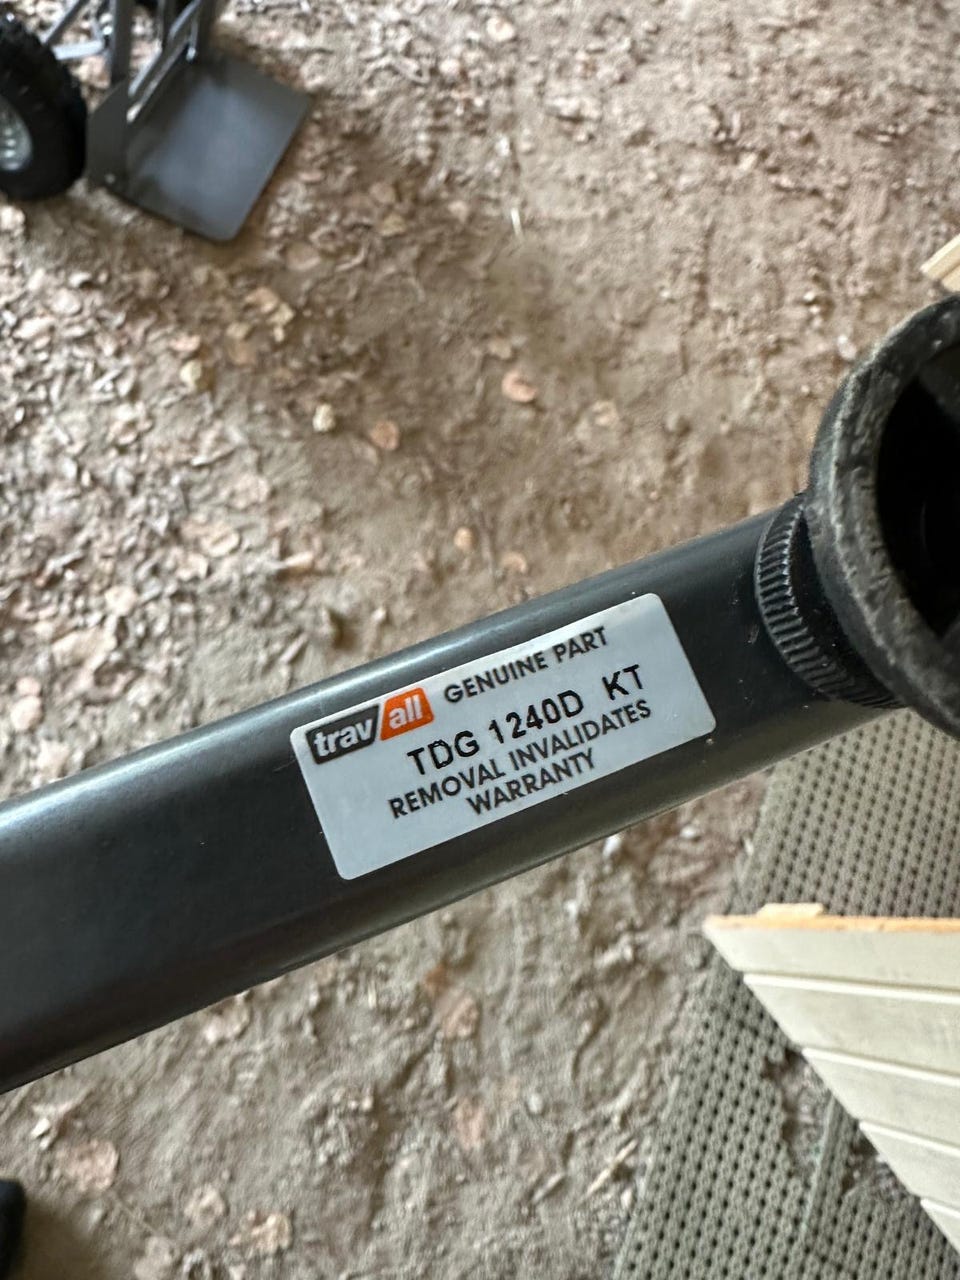 trav/all GENUINE PART
TDG 1240D KT
REMOVAL INVALIDATES
WARRANTY